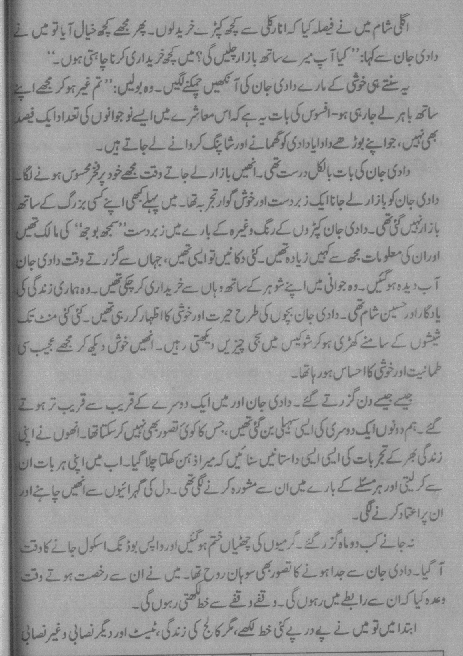 اگلی شام میں نے فیصلہ کیا کہ انارکلی سے کچھ کپڑے خرید لوں۔ پھر مجھے کچھ خیال آیا تو میں نے
دادی جان سے کہا: ”کیا آپ میرے ساتھ بازار چلیں گی؟ میں کچھ خریداری کرنا چاہتی ہوں۔“
یہ سنتے ہی خوشی کے مارے دادی جان کی آنکھیں چمکنے لگیں۔ وہ بولیں: ”تم غیر ہو کر مجھے اپنے
ساتھ باہر لے جا رہی ہو۔ افسوس کی بات یہ ہے کہ اس معاشرے میں ایسے نوجوانوں کی تعداد ایک فیصد
بھی نہیں، جو اپنے بوڑھے دادا یا دادی کو گھمانے اور شاپنگ کروانے لے جاتے ہیں۔
دادی جان کی بات بالکل درست تھی۔ انھیں بازار لے جاتے وقت مجھے خود پر فخر محسوس ہونے لگا۔
دادی جان کو بازار لے جانا ایک زبردست اور خوش گوار تجربہ تھا۔ میں پہلے کبھی اپنے کسی بزرگ کے ساتھ
بازار نہیں گئی تھی۔ دادی جان کپڑوں کے رنگ وغیرہ کے بارے میں زبردست ”سمجھ بوجھ“ کی مالک تھیں
اور ان کی معلومات مجھ سے کہیں زیادہ تھیں۔ کئی دکانیں تو ایسی تھیں، جہاں سے گزرتے وقت دادی جان
آب دیدہ ہو گئیں۔ وہ جوانی میں اپنے شوہر کے ساتھ وہاں سے خریداری کر چکی تھیں۔ وہ ہماری زندگی کی
یادگار اور حسین شام تھی۔ دادی جان بچوں کی طرح حیرت اور خوشی کا اظہار کر رہی تھیں۔ کئی کئی منٹ تک
شیشوں کے سامنے کھڑی ہو کر شوکیس میں سجی چیزیں دیکھتی رہیں۔ انھیں خوش دیکھ کر مجھے عجیب سی
طمانیت اور خوشی کا احساس ہو رہا تھا۔
جیسے جیسے دن گزرتے گئے۔ دادی جان اور میں ایک دوسرے کے قریب سے قریب تر ہوتے
گئے۔ ہم دونوں ایک دوسری کی ایسی سہیلی بن گئی تھیں، جس کا کوئی تصور بھی نہیں کر سکتا تھا۔ انھوں نے اپنی
زندگی بھر کے تجربات کی ایسی ایسی داستانیں سنائیں کہ میرا ذہن کھلتا چلا گیا۔ اب میں اپنی ہر بات ان
سے کر لیتی اور ہر مسئلے کے بارے میں ان سے مشورہ کرنے لگی تھی۔ دل کی گہرائیوں سے انھیں چاہنے اور
ان پر اعتماد کرنے لگی۔
نہ جانے کب دو ماہ گزر گئے۔ گرمیوں کی چھٹیاں ختم ہو گئیں اور واپس بورڈنگ اسکول جانے کا وقت
آ گیا۔ دادی جان سے جدا ہونے کا تصور بھی سوہان روح تھا۔ میں نے ان سے رخصت ہوتے وقت
وعدہ کیا کہ ان سے رابطے میں رہوں گی۔ وقفے وقفے سے خط لکھتی رہوں گی۔
ابتدا میں تو میں نے پے در پے کئی خط لکھے، مگر کالج کی زندگی، ٹیسٹ اور دیگر نصابی وغیر نصابی